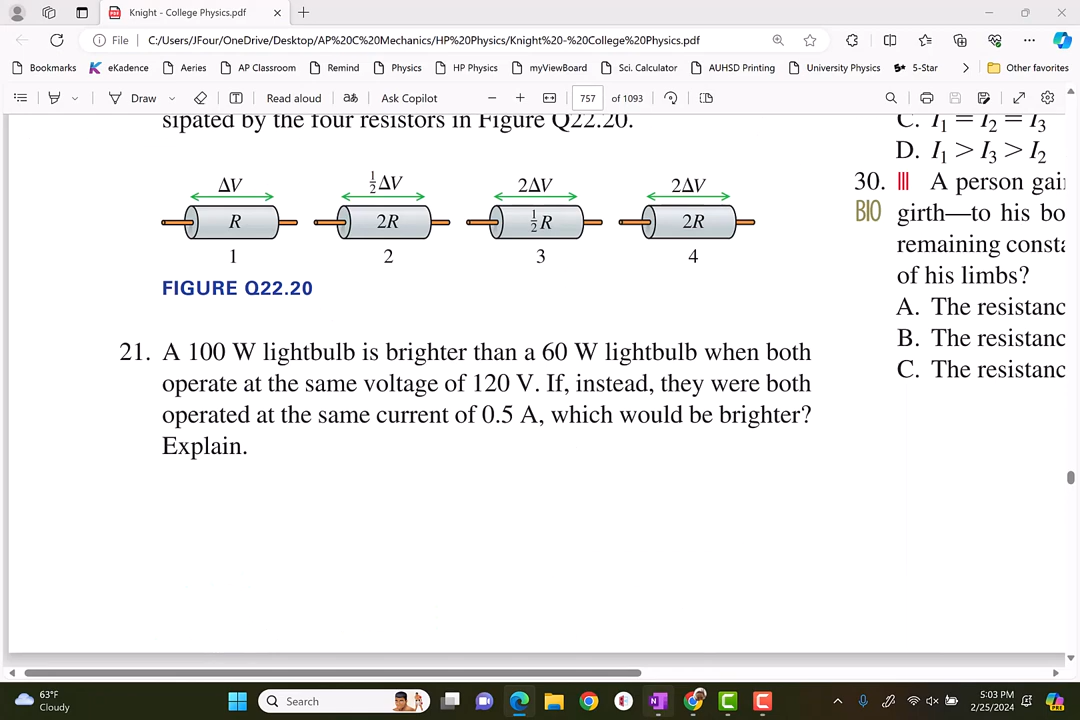 Knight - College Physics.pdf
File C:/Users/JFour/OneDrive/Desktop/AP%20C%20Mechanics/HP%20Physics/Knight%20-%20College%20Physics.pdf
Bookmarks eKadence Aeries AP Classroom Remind Physics HP Physics myViewBoard Sci. Calculator AUHSD Printing University Physics 5-Star Other favorites
Draw Read aloud aあ Ask Copilot 757 of 1093
sipated by the four resistors in Figure Q22.20.
ΔV ½ΔV 2ΔV 2ΔV
R 2R ½R 2R
1 2 3 4
FIGURE Q22.20
21. A 100 W lightbulb is brighter than a 60 W lightbulb when both
operate at the same voltage of 120 V. If, instead, they were both
operated at the same current of 0.5 A, which would be brighter?
Explain.
C. I₁ = I₂ = I₃
D. I₁ > I₃ > I₂
30. III A person gai
BIO girth—to his bo
remaining consta
of his limbs?
A. The resistanc
B. The resistanc
C. The resistanc
63°F
Cloudy
Search
5:03 PM
2/25/2024